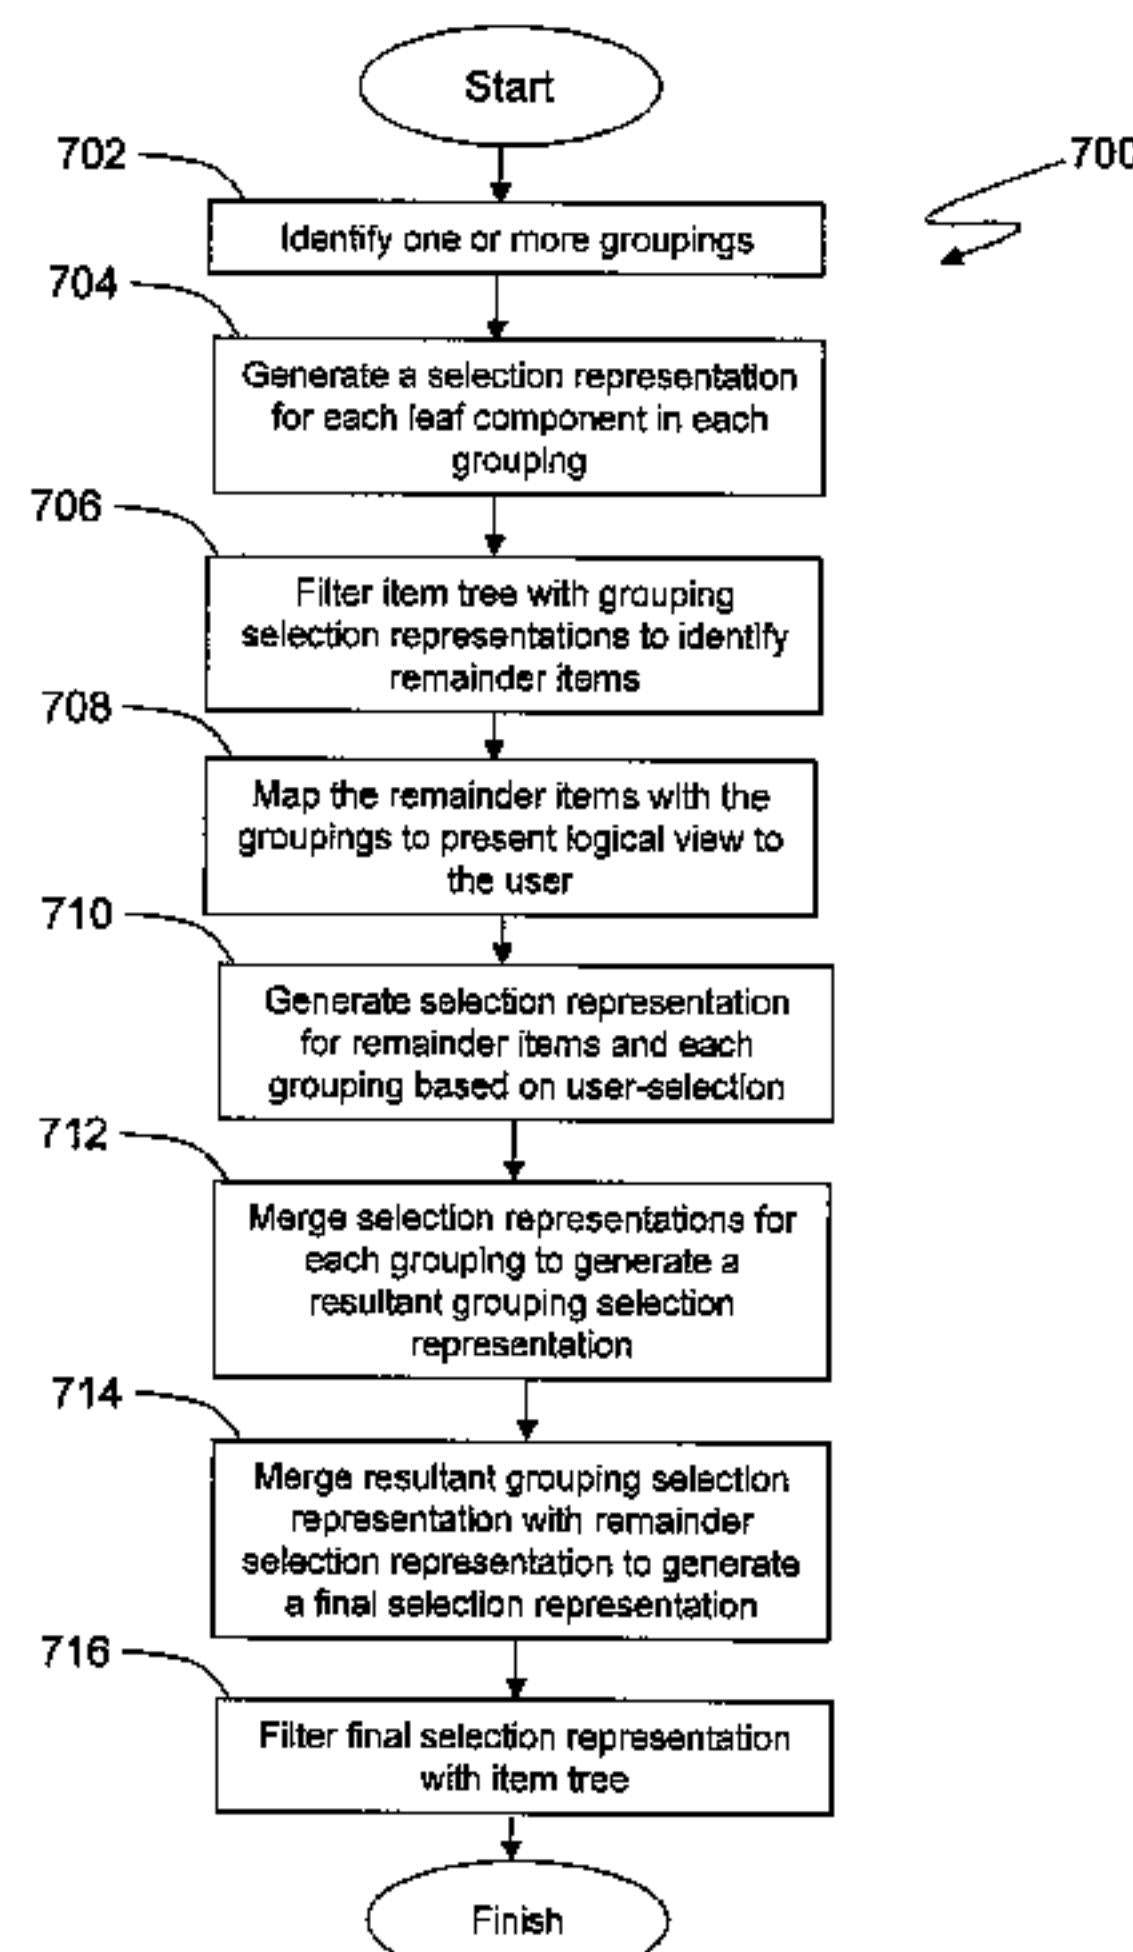 Start
702
700
Identify one or more groupings
704
Generate a selection representation
for each leaf component in each
grouping
706
Filter item tree with grouping
selection representations to identify
remainder items
708
Map the remainder items with the
groupings to present logical view to
the user
710
Generate selection representation
for remainder items and each
grouping based on user-selection
712
Merge selection representations for
each grouping to generate a
resultant grouping selection
representation
714
Merge resultant grouping selection
representation with remainder
selection representation to generate
a final selection representation
716
Filter final selection representation
with item tree
Finish